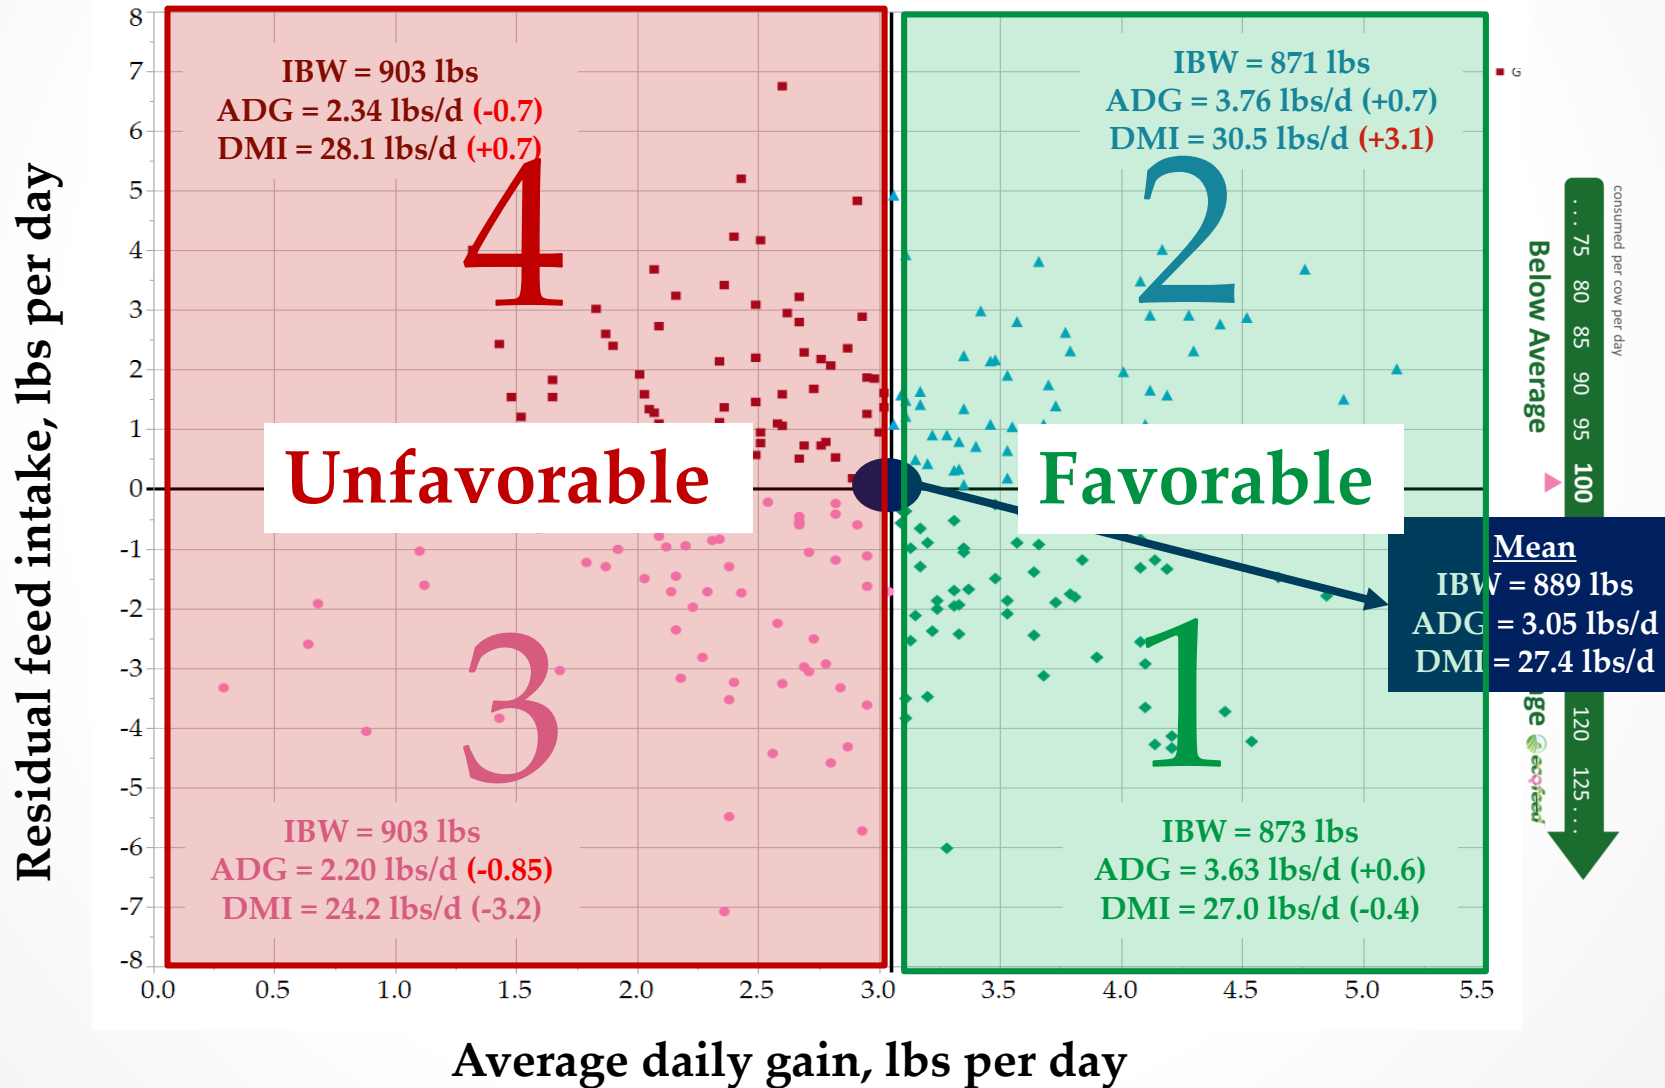 8
7
6
5
4
3
2
1
0
-1
-2
-3
-4
-5
-6
-7
-8
Residual feed intake, lbs per day
IBW = 903 lbs
ADG = 2.34 lbs/d (-0.7)
DMI = 28.1 lbs/d (+0.7)
4
IBW = 871 lbs
ADG = 3.76 lbs/d (+0.7)
DMI = 30.5 lbs/d (+3.1)
2
G
Unfavorable
Favorable
Mean
IBW = 889 lbs
ADG = 3.05 lbs/d
DMI = 27.4 lbs/d
3
IBW = 903 lbs
ADG = 2.20 lbs/d (-0.85)
DMI = 24.2 lbs/d (-3.2)
1
IBW = 873 lbs
ADG = 3.63 lbs/d (+0.6)
DMI = 27.0 lbs/d (-0.4)
0.0 0.5 1.0 1.5 2.0 2.5 3.0 3.5 4.0 4.5 5.0 5.5
Average daily gain, lbs per day
consumed per cow per day
... 75 80 85 90 95 100 120 125 ...
Below Average
ge ecofeed